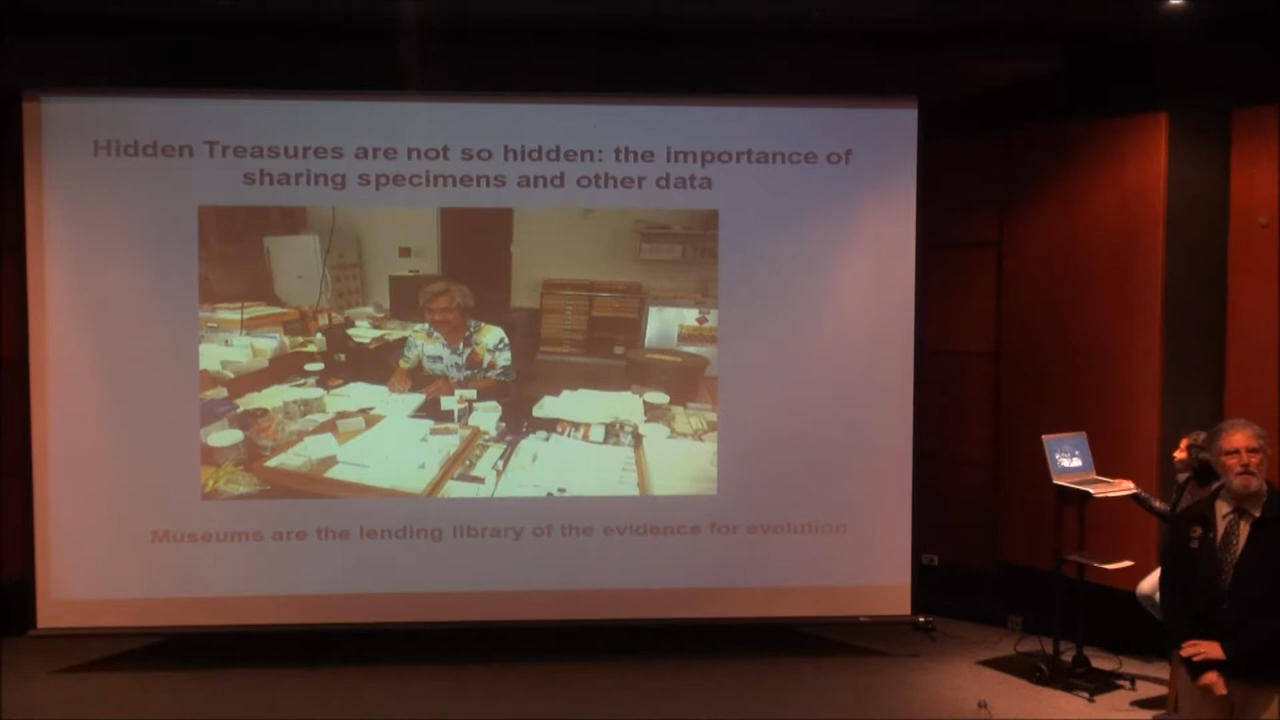 Hidden Treasures are not so hidden: the importance of
sharing specimens and other data
Museums are the lending library of the evidence for evolution